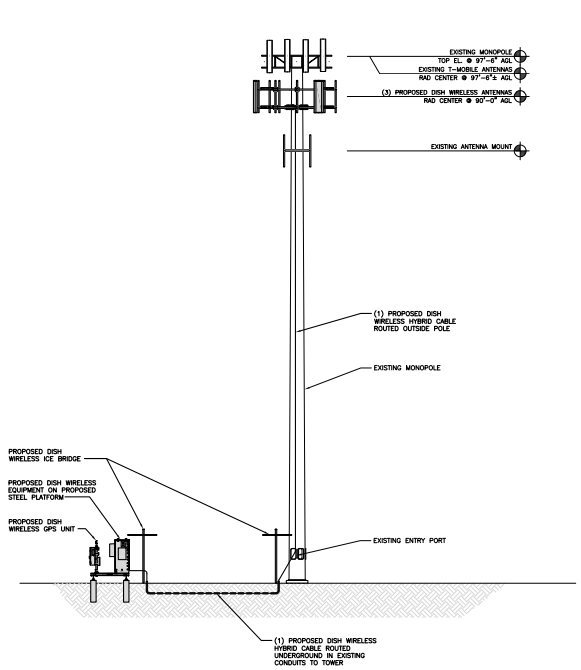 EXISTING MONOPOLE
TOP EL. @ 97'-6" AGL
EXISTING T-MOBILE ANTENNAS
RAD CENTER @ 97'-6"± AGL
(3) PROPOSED DISH WIRELESS ANTENNAS
RAD CENTER @ 90'-0" AGL
EXISTING ANTENNA MOUNT
(1) PROPOSED DISH
WIRELESS HYBRID CABLE
ROUTED OUTSIDE POLE
EXISTING MONOPOLE
PROPOSED DISH
WIRELESS ICE BRIDGE
PROPOSED DISH WIRELESS
EQUIPMENT ON PROPOSED
STEEL PLATFORM
PROPOSED DISH
WIRELESS GPS UNIT
EXISTING ENTRY PORT
(1) PROPOSED DISH WIRELESS
HYBRID CABLE ROUTED
UNDERGROUND IN EXISTING
CONDUITS TO TOWER